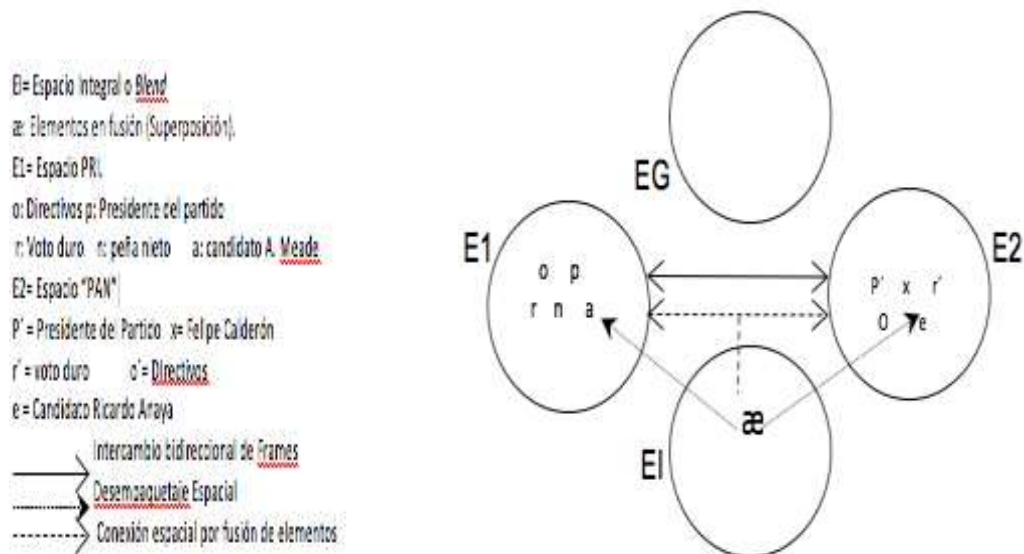 EI= Espacio Integral o Blend
æ: Elementos en fusión (Superposición).
E1= Espacio PRI.
o: Directivos p: Presidente del partido
r: Voto duro n: peña nieto a: candidato A. Meade
E2= Espacio "PAN"
P´ = Presidente de Partido x= Felipe Calderón
r´ = voto duro o´= Directivos
e = Candidato Ricardo Anaya
Intercambio bidireccional de Frames
Desempaquetaje Espacial
Conexión espacial por fusión de elementos
EG
E1
o p
r n a
E2
P´ x r´
O e
æ
EI